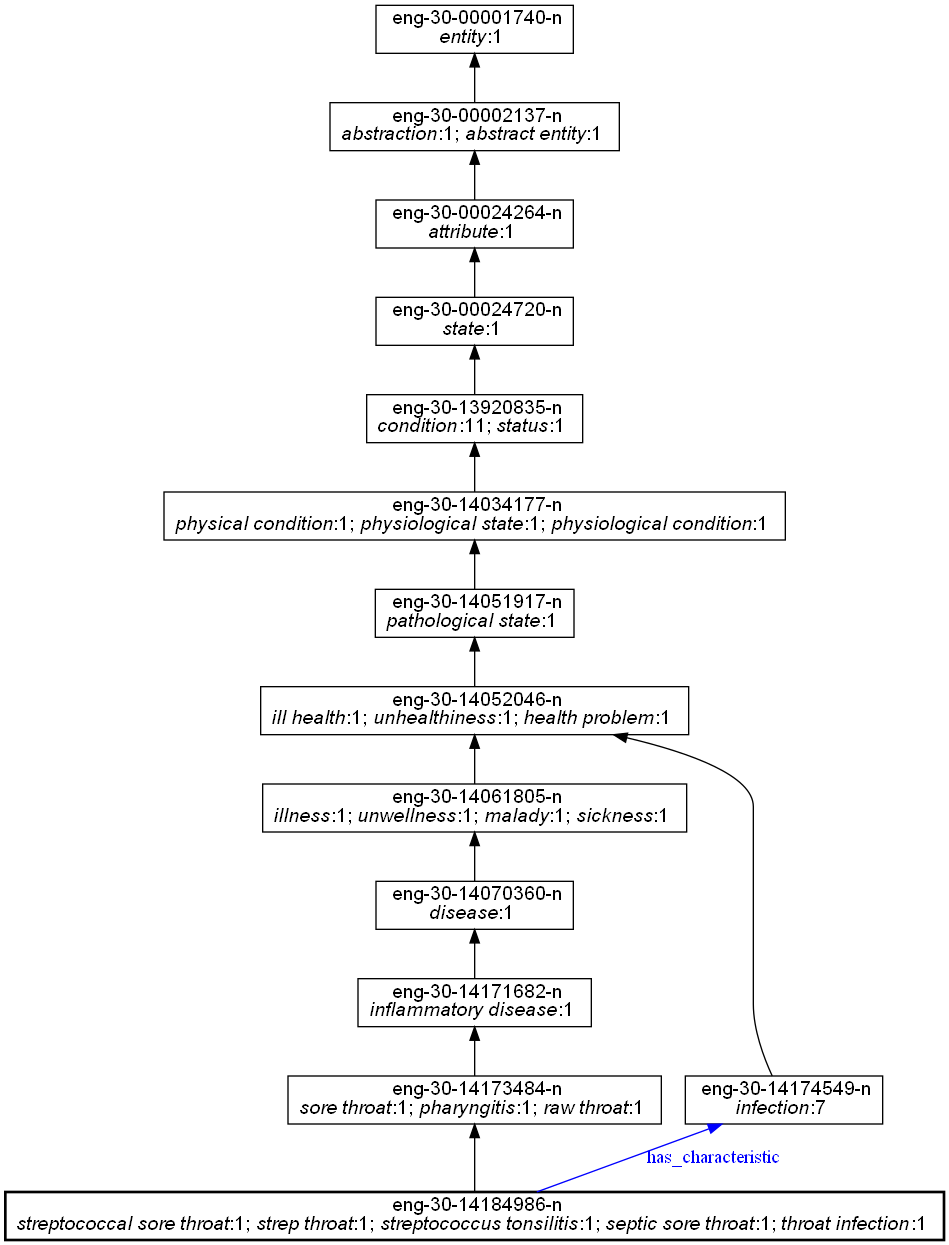 eng-30-00001740-n
entity:1
eng-30-00002137-n
abstraction:1; abstract entity:1
eng-30-00024264-n
attribute:1
eng-30-00024720-n
state:1
eng-30-13920835-n
condition:11; status:1
eng-30-14034177-n
physical condition:1; physiological state:1; physiological condition:1
eng-30-14051917-n
pathological state:1
eng-30-14052046-n
ill health:1; unhealthiness:1; health problem:1
eng-30-14061805-n
illness:1; unwellness:1; malady:1; sickness:1
eng-30-14070360-n
disease:1
eng-30-14171682-n
inflammatory disease:1
eng-30-14173484-n
sore throat:1; pharyngitis:1; raw throat:1
eng-30-14174549-n
infection:7
has_characteristic
eng-30-14184986-n
streptococcal sore throat:1; strep throat:1; streptococcus tonsilitis:1; septic sore throat:1; throat infection:1